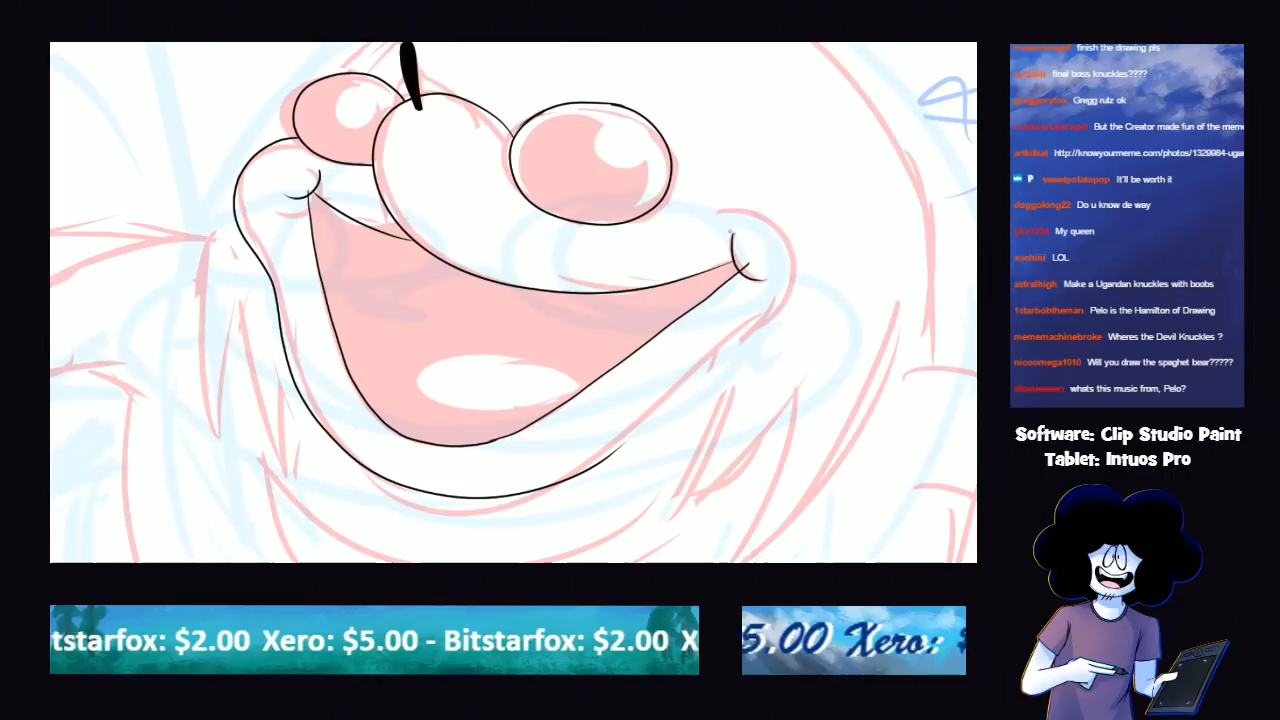 finish the drawing pls
final boss knuckles????
Gregg rulz ok
But the Creator made fun of the meme
http://knowyourmeme.com/photos/1329984-uga
sweetpotatopop It'll be worth it
doggoking22 Do u know de way
My queen
LOL
astralhigh Make a Ugandan knuckles with boobs
1starbobtheman Pelo is the Hamilton of Drawing
mememachinebroke Wheres the Devil Knuckles ?
nicoomega1010 Will you draw the spaghet bear?????
whats this music from, Pelo?
Software: Clip Studio Paint
Tablet: Intuos Pro
tstarfox: $2.00 Xero: $5.00 - Bitstarfox: $2.00 X
5.00 Xero: